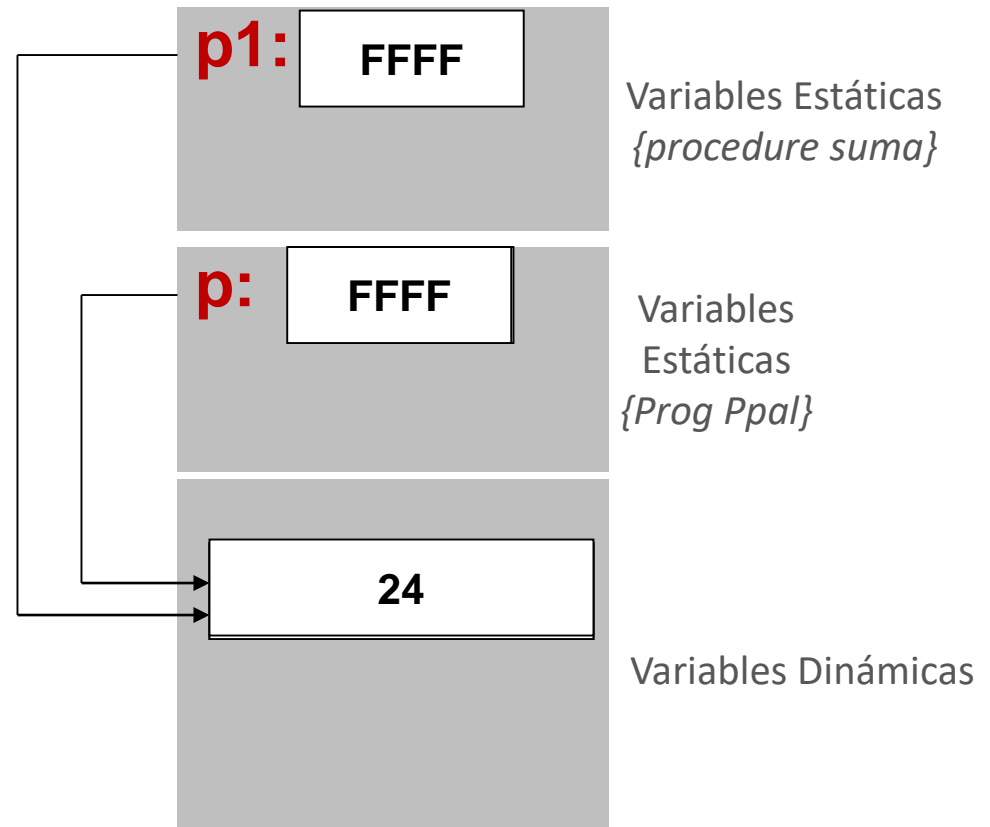 p1: FFFF
Variables Estáticas
{procedure suma}
p: FFFF
Variables
Estáticas
{Prog Ppal}
24
Variables Dinámicas